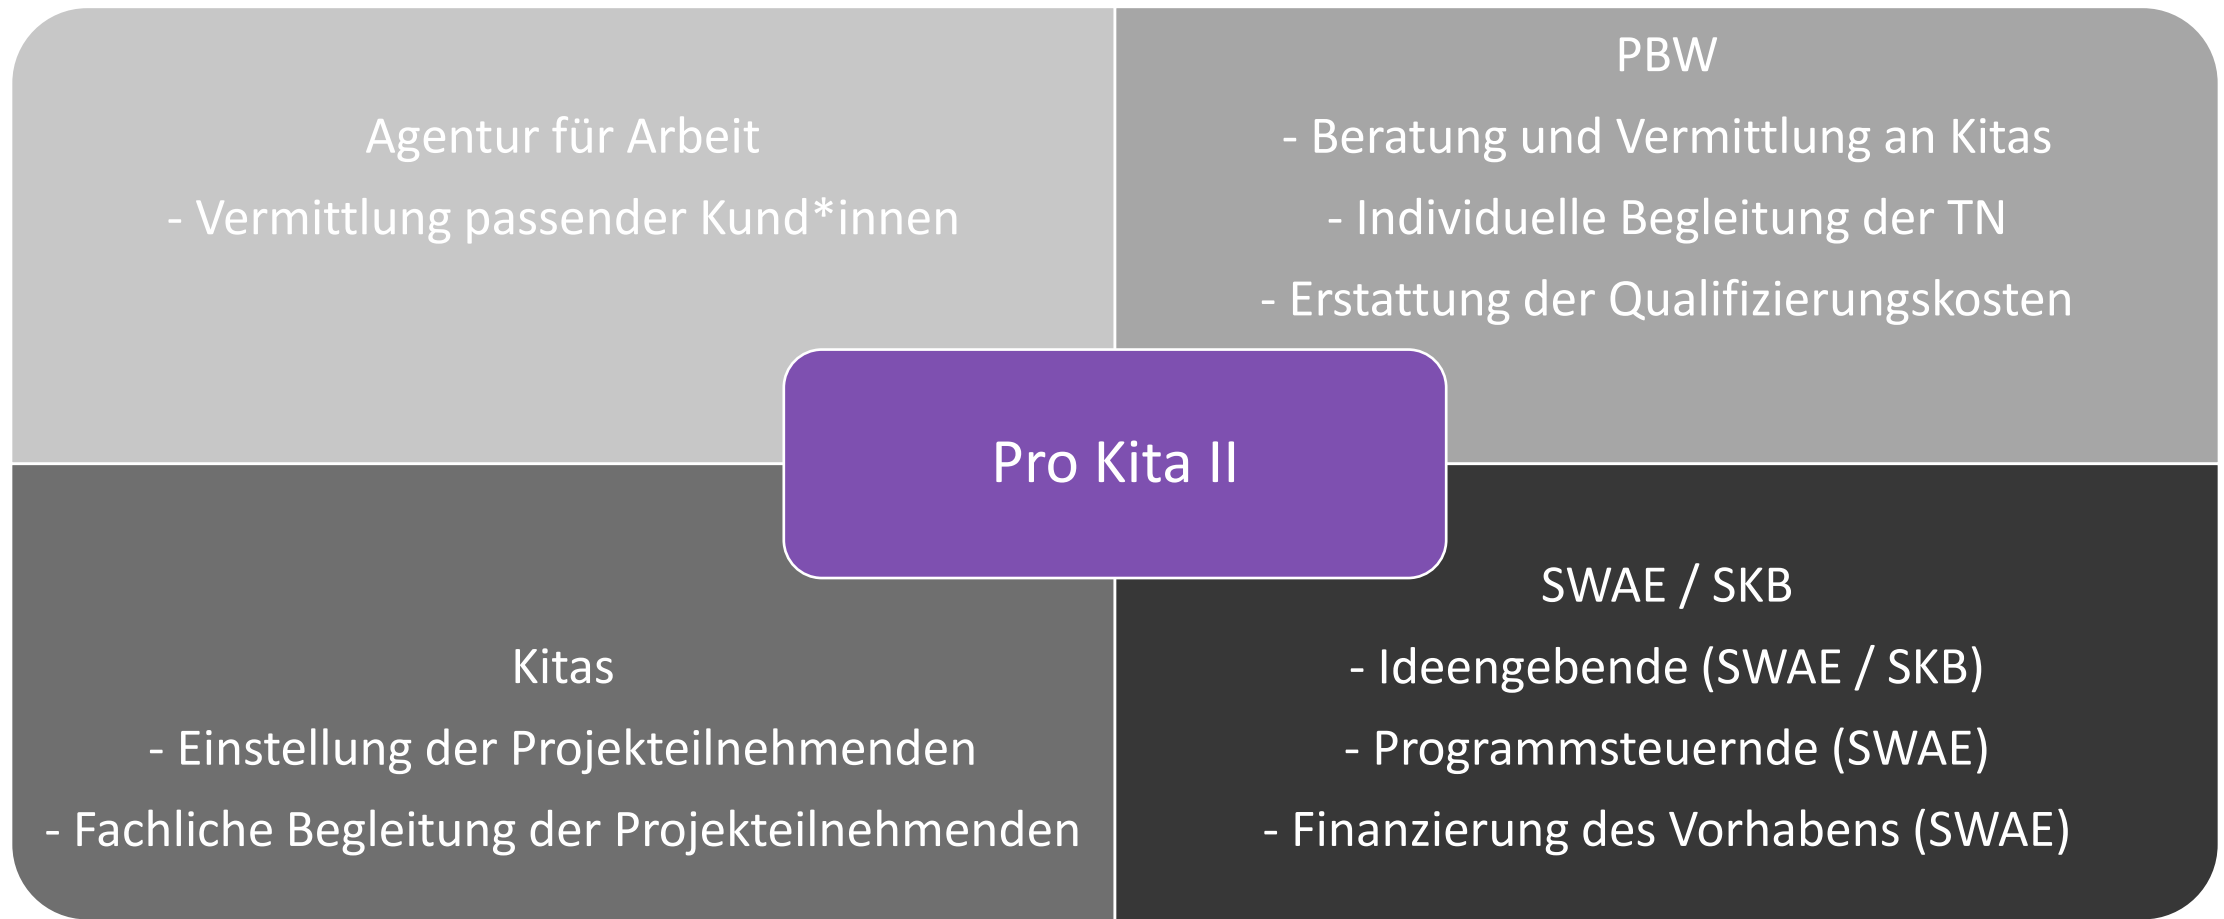 Agentur für Arbeit
- Vermittlung passender Kund*innen
PBW
- Beratung und Vermittlung an Kitas
- Individuelle Begleitung der TN
- Erstattung der Qualifizierungskosten
Pro Kita II
Kitas
- Einstellung der Projekteilnehmenden
- Fachliche Begleitung der Projekteilnehmenden
SWAE / SKB
- Ideengebende (SWAE / SKB)
- Programmsteuernde (SWAE)
- Finanzierung des Vorhabens (SWAE)